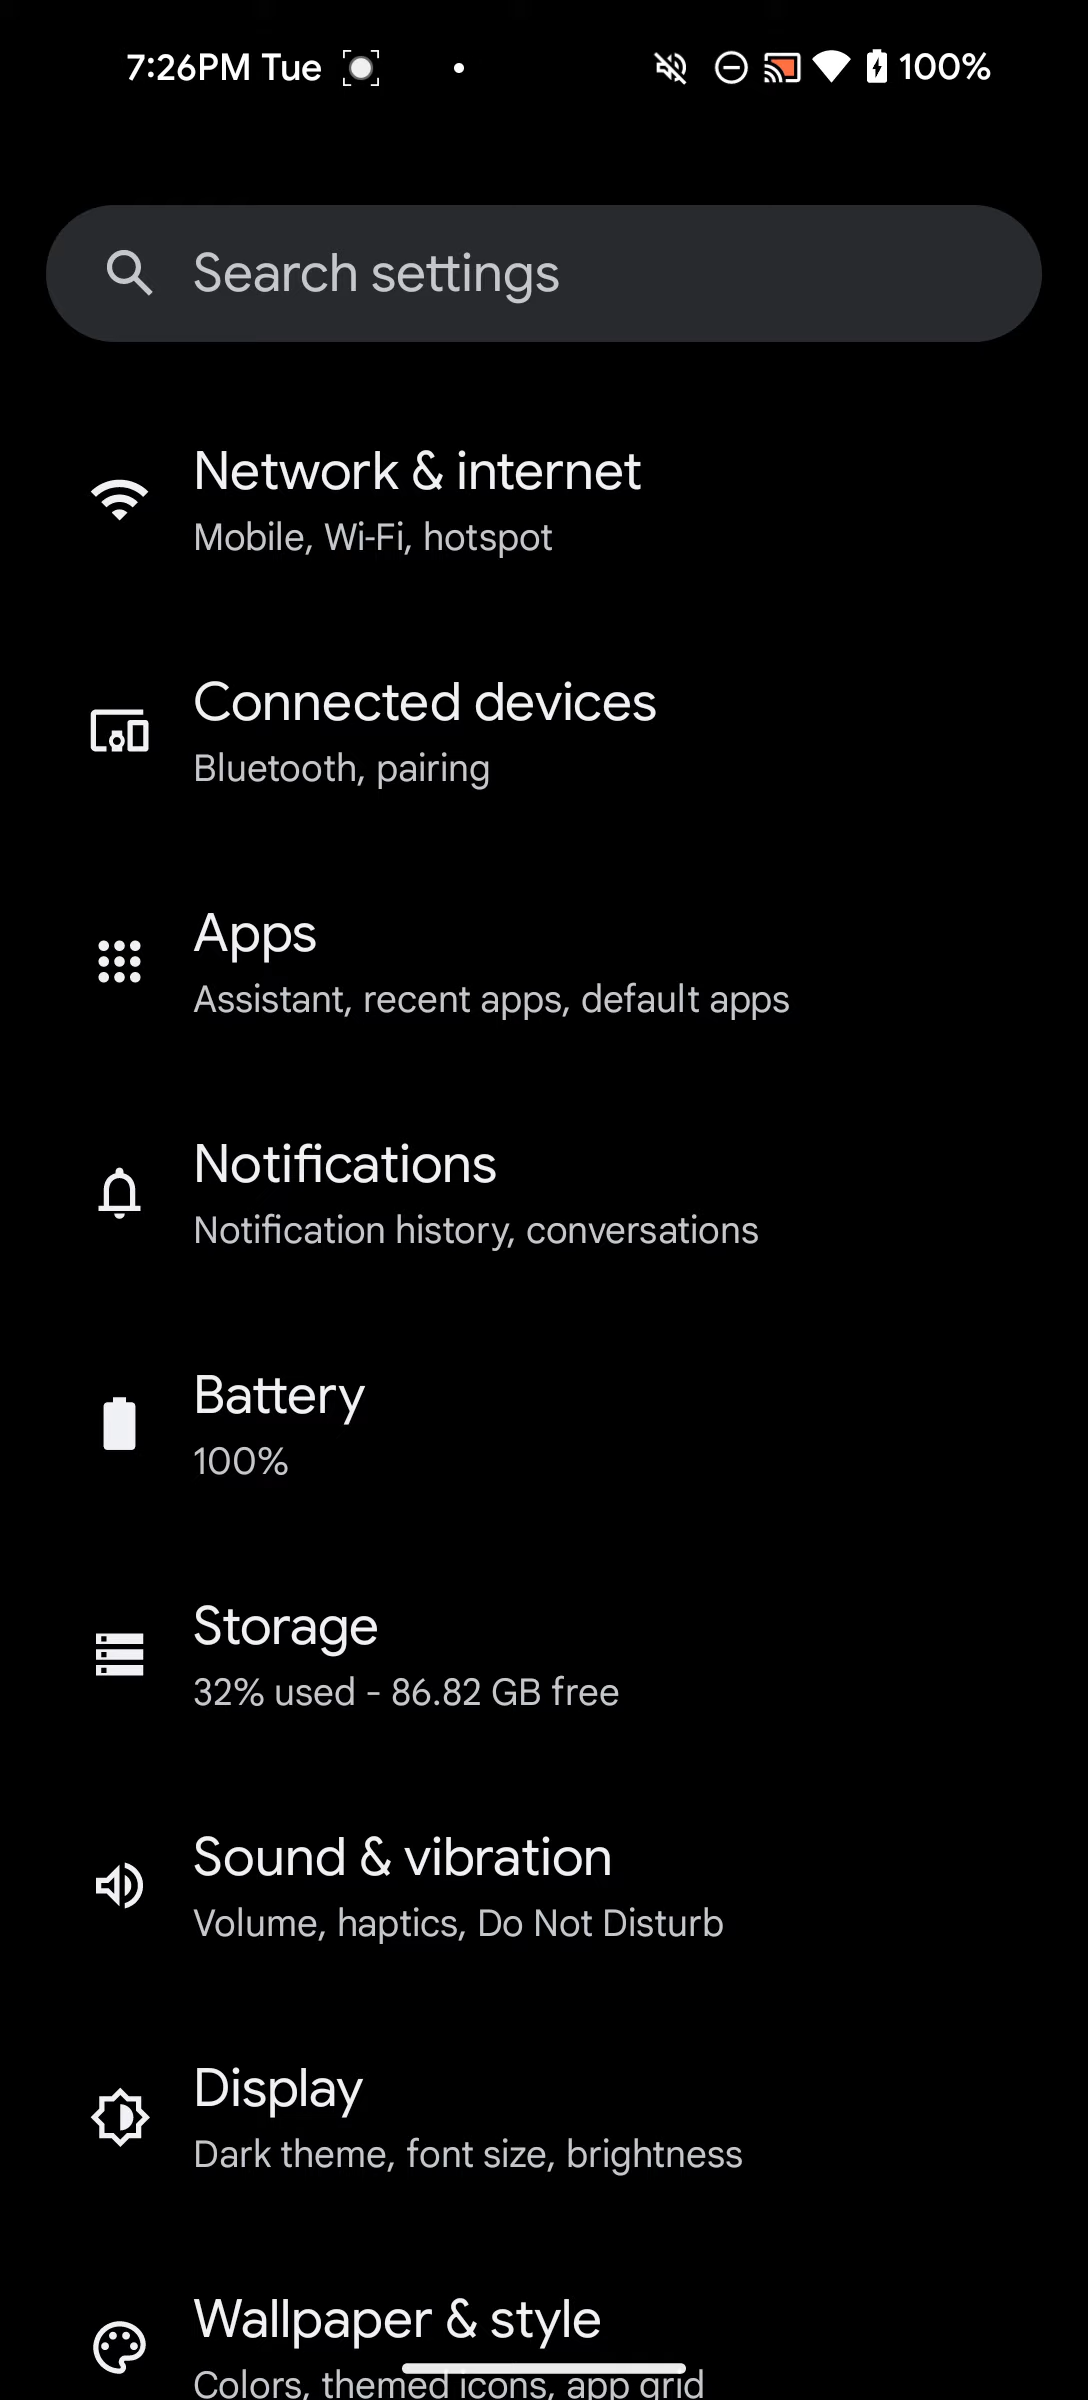 7:26PM Tue 100%
Search settings
Network & internet
Mobile, Wi-Fi, hotspot
Connected devices
Bluetooth, pairing
Apps
Assistant, recent apps, default apps
Notifications
Notification history, conversations
Battery
100%
Storage
32% used - 86.82 GB free
Sound & vibration
Volume, haptics, Do Not Disturb
Display
Dark theme, font size, brightness
Wallpaper & style
Colors, themed icons, app grid